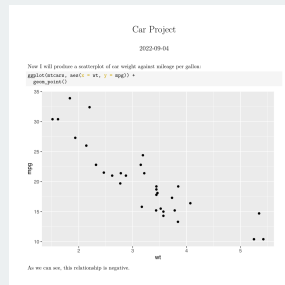 Car Project
2022-09-04
Now I will produce a scatterplot of car weight against mileage per gallon:
ggplot(mtcars, aes(x = wt, y = mpg)) +
geom_point()
35
30
25
20
15
10
mpg
2
3
4
5
wt
As we can see, this relationship is negative.